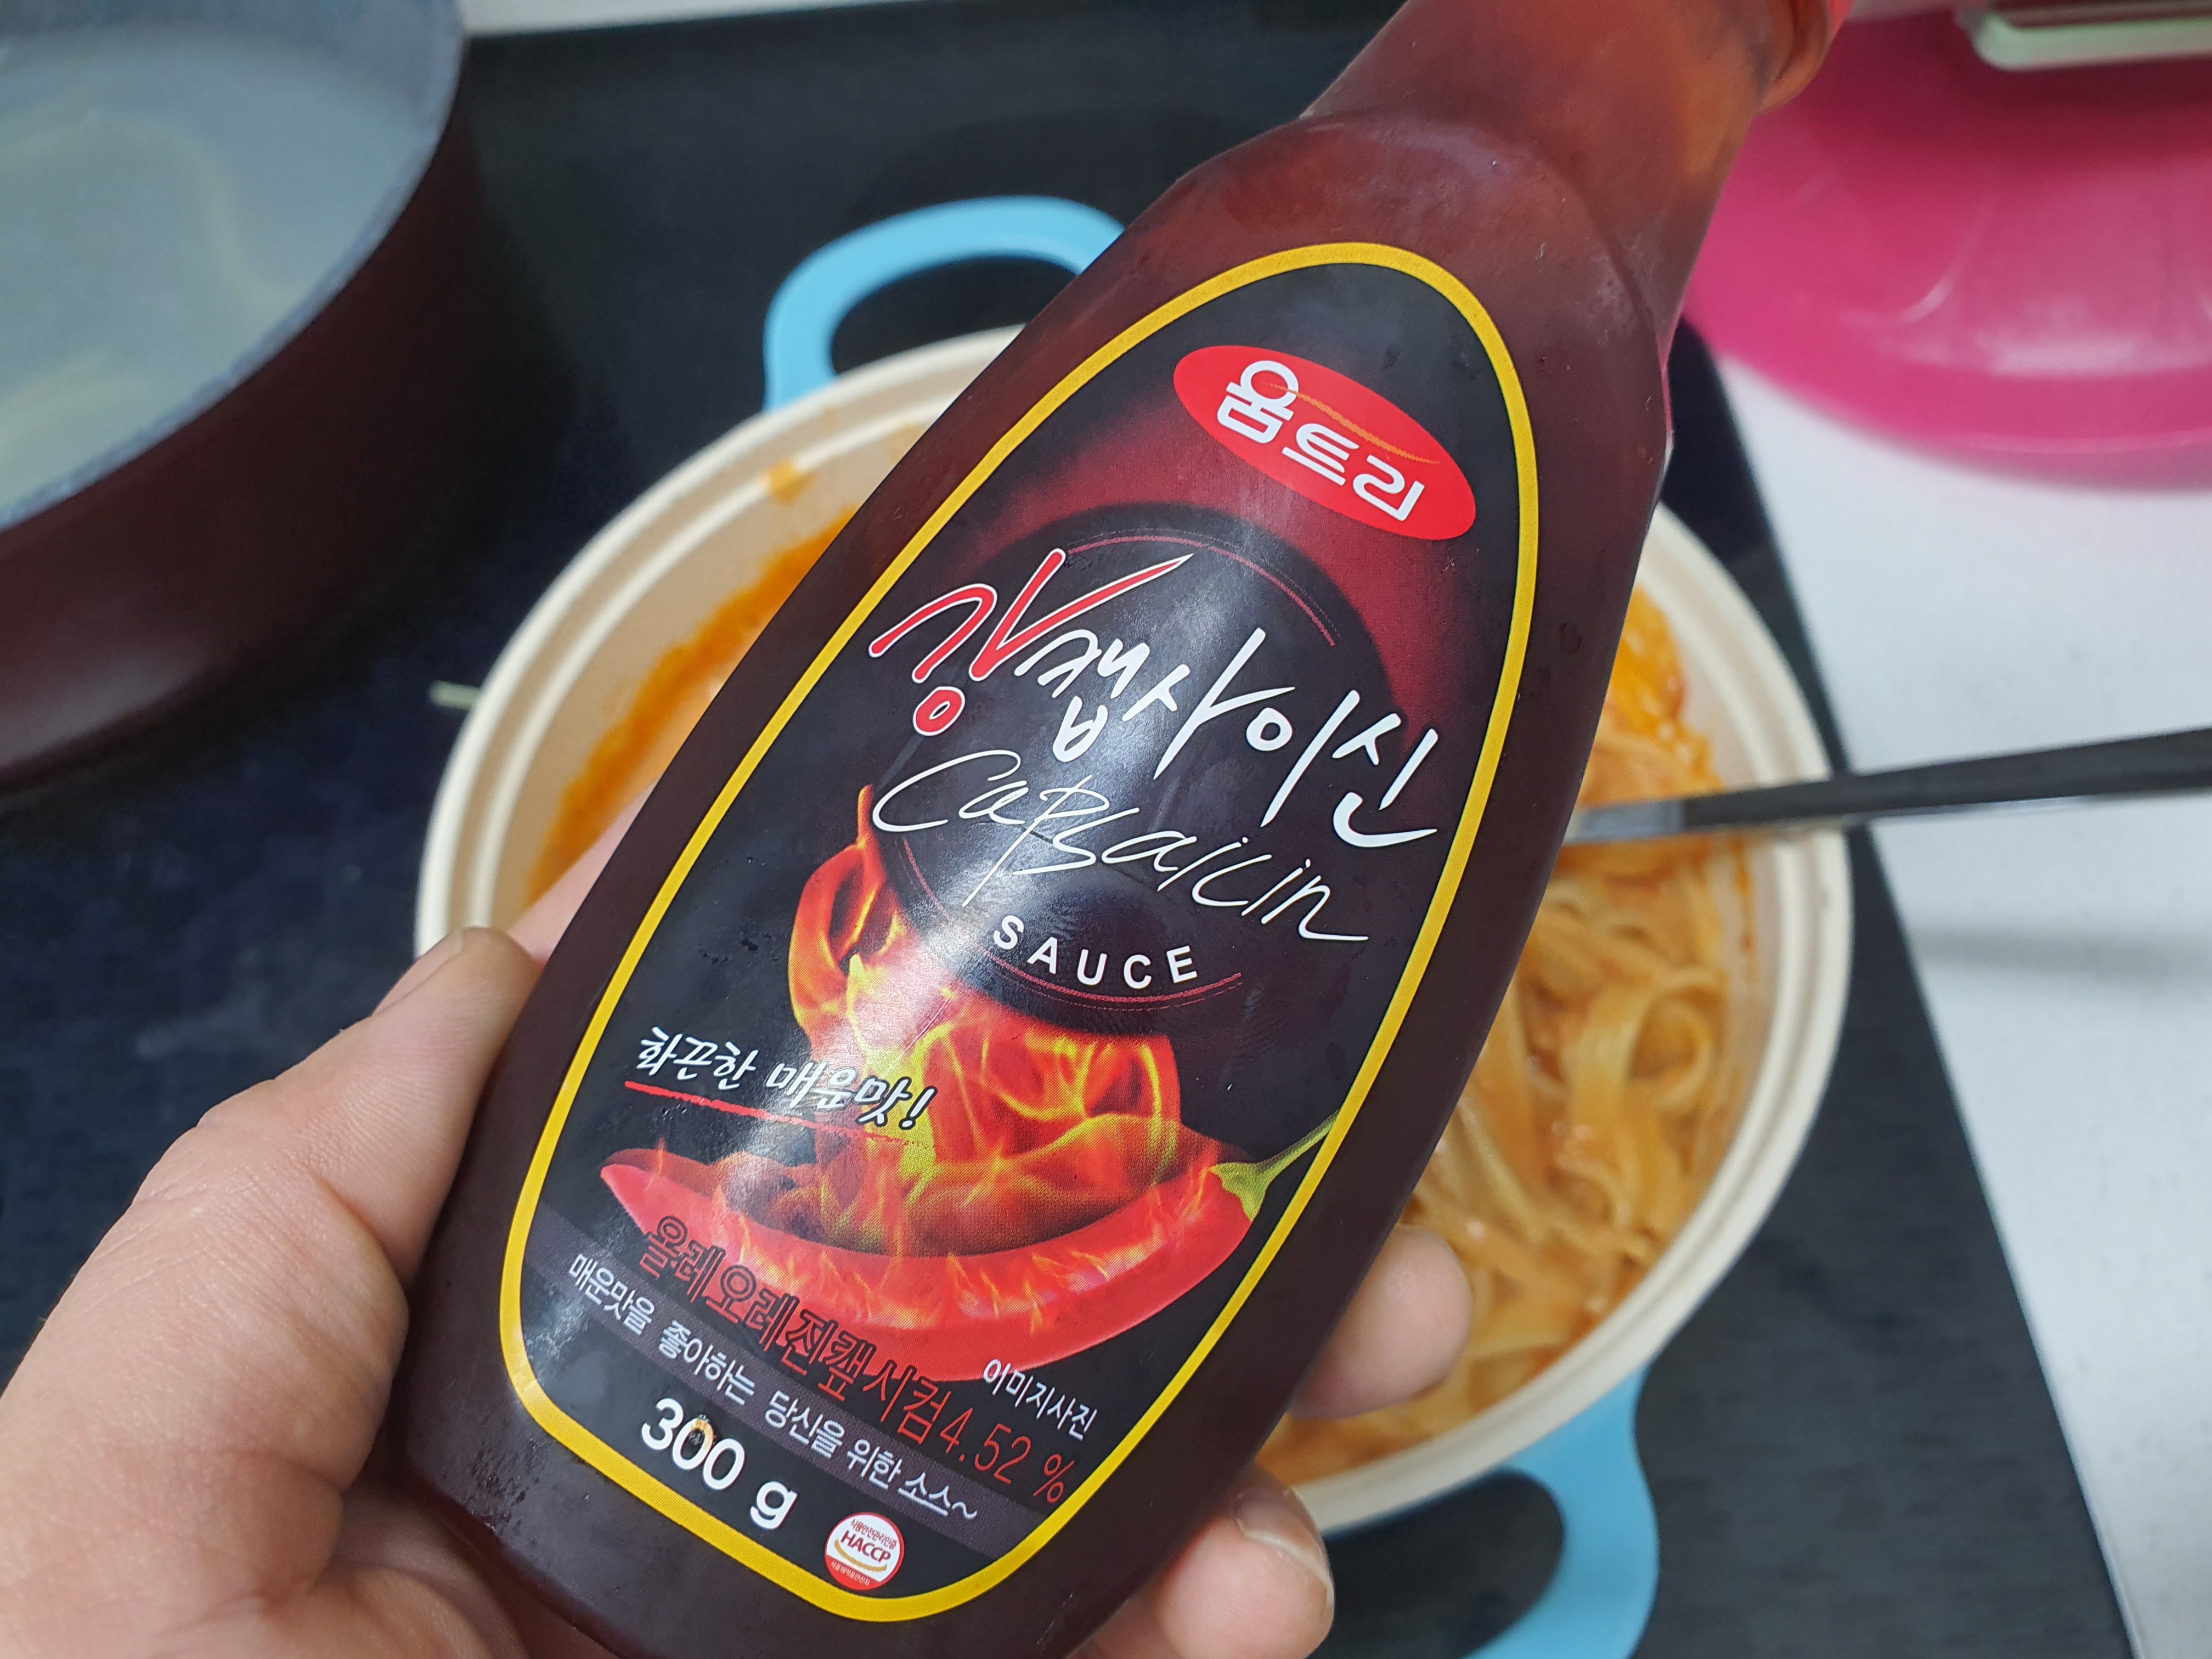 움트리
강캡사이신
Capsaicin
SAUCE
화끈한 매운맛!
올레오레진캪시컴4.52 %
이미지사진
매운맛을 좋아하는 당신을 위한 소스~
300 g
HACCP